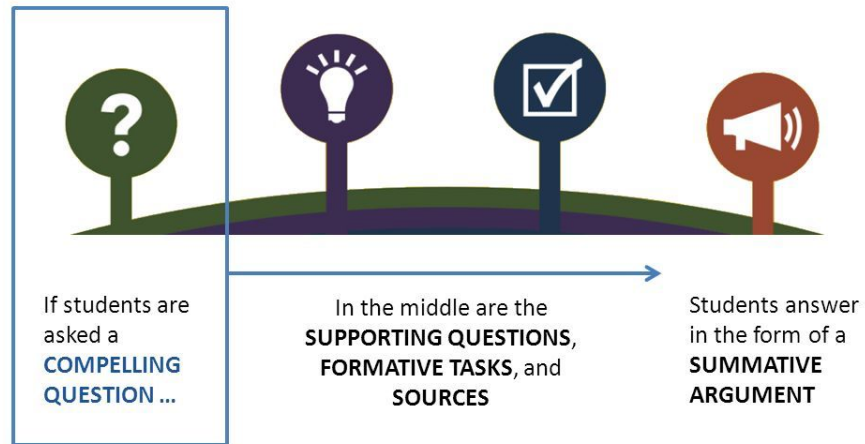 ?
If students are
asked a
COMPELLING
QUESTION ...
In the middle are the
SUPPORTING QUESTIONS,
FORMATIVE TASKS, and
SOURCES
Students answer
in the form of a
SUMMATIVE
ARGUMENT